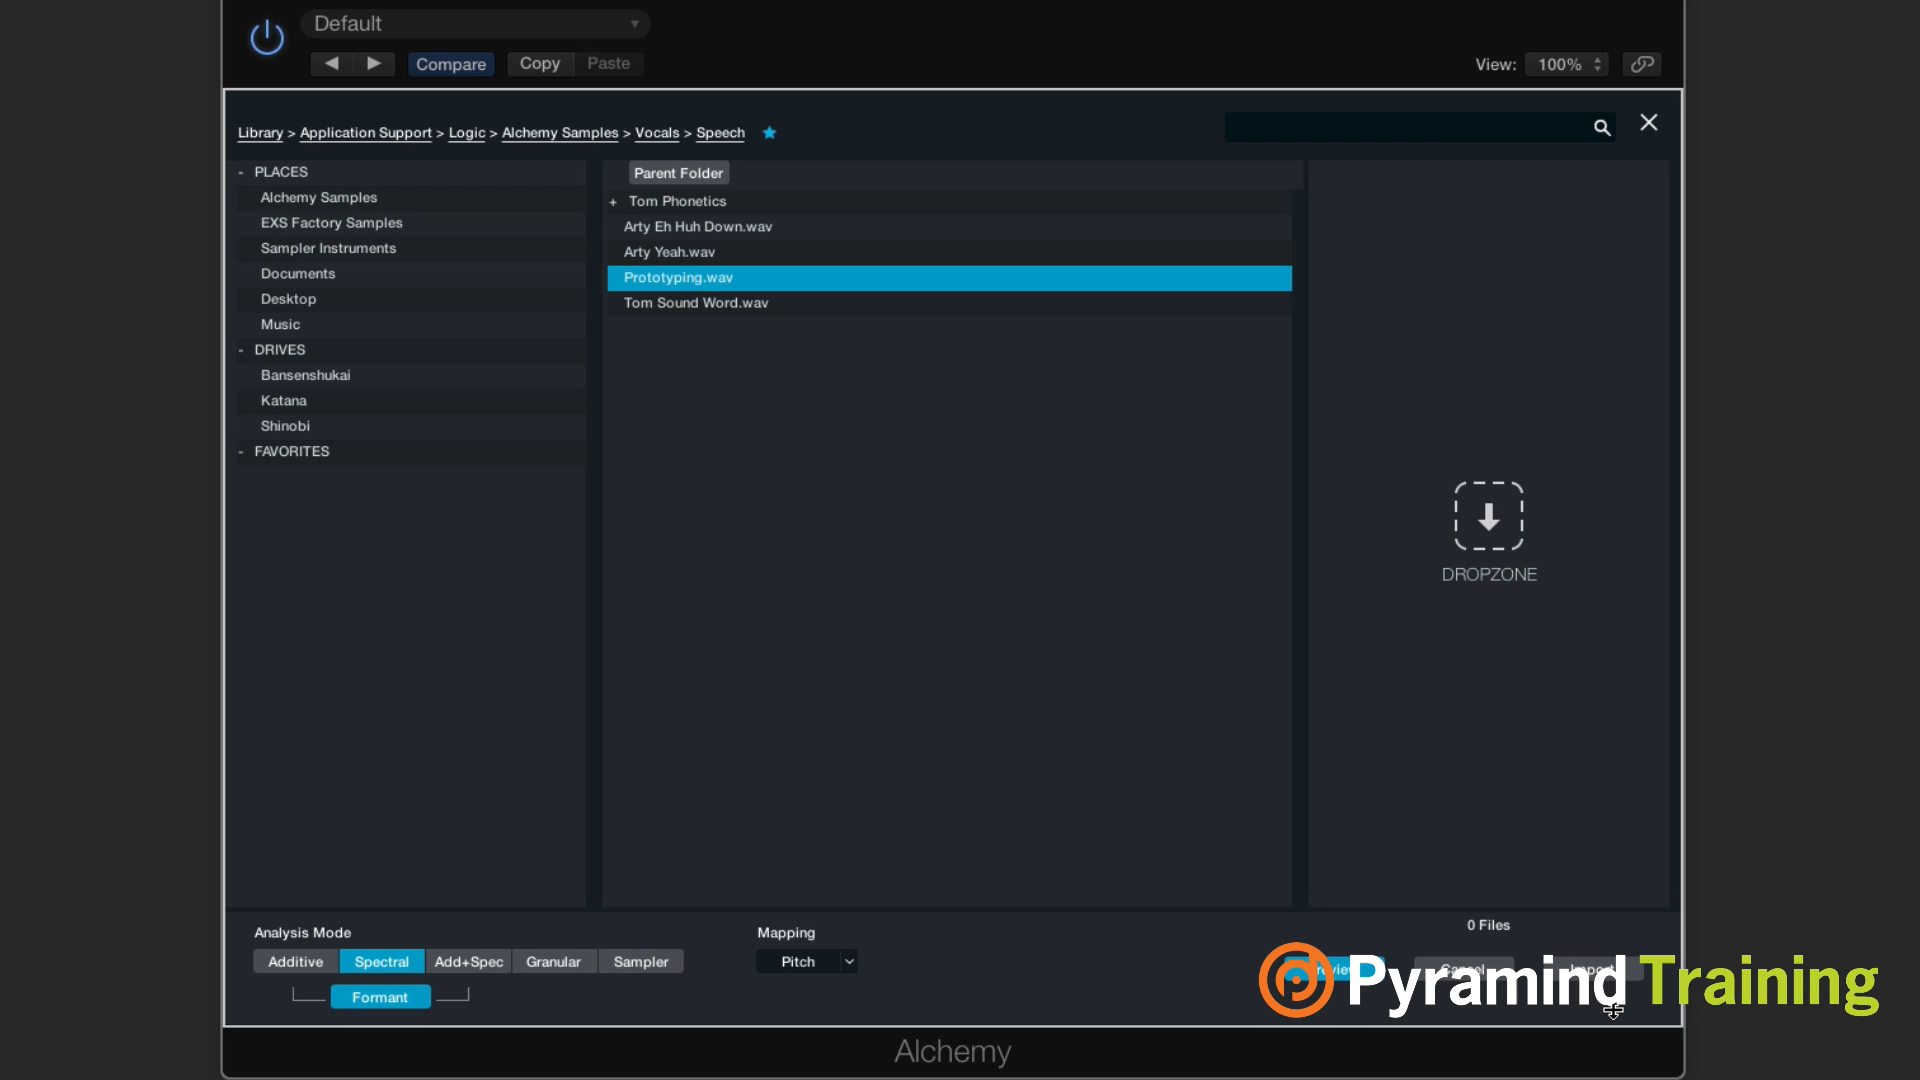 Default
Compare
Copy
Paste
View: 100%
Library > Application Support > Logic > Alchemy Samples > Vocals > Speech
- PLACES
Alchemy Samples
EXS Factory Samples
Sampler Instruments
Documents
Desktop
Music
- DRIVES
Bansenshukai
Katana
Shinobi
- FAVORITES
Parent Folder
+ Tom Phonetics
Arty Eh Huh Down.wav
Arty Yeah.wav
Prototyping.wav
Tom Sound Word.wav
DROPZONE
Analysis Mode
Additive
Spectral
Add+Spec
Granular
Sampler
Formant
Mapping
Pitch
0 Files
Preview
Cancel
Import
Pyramind Training
Alchemy